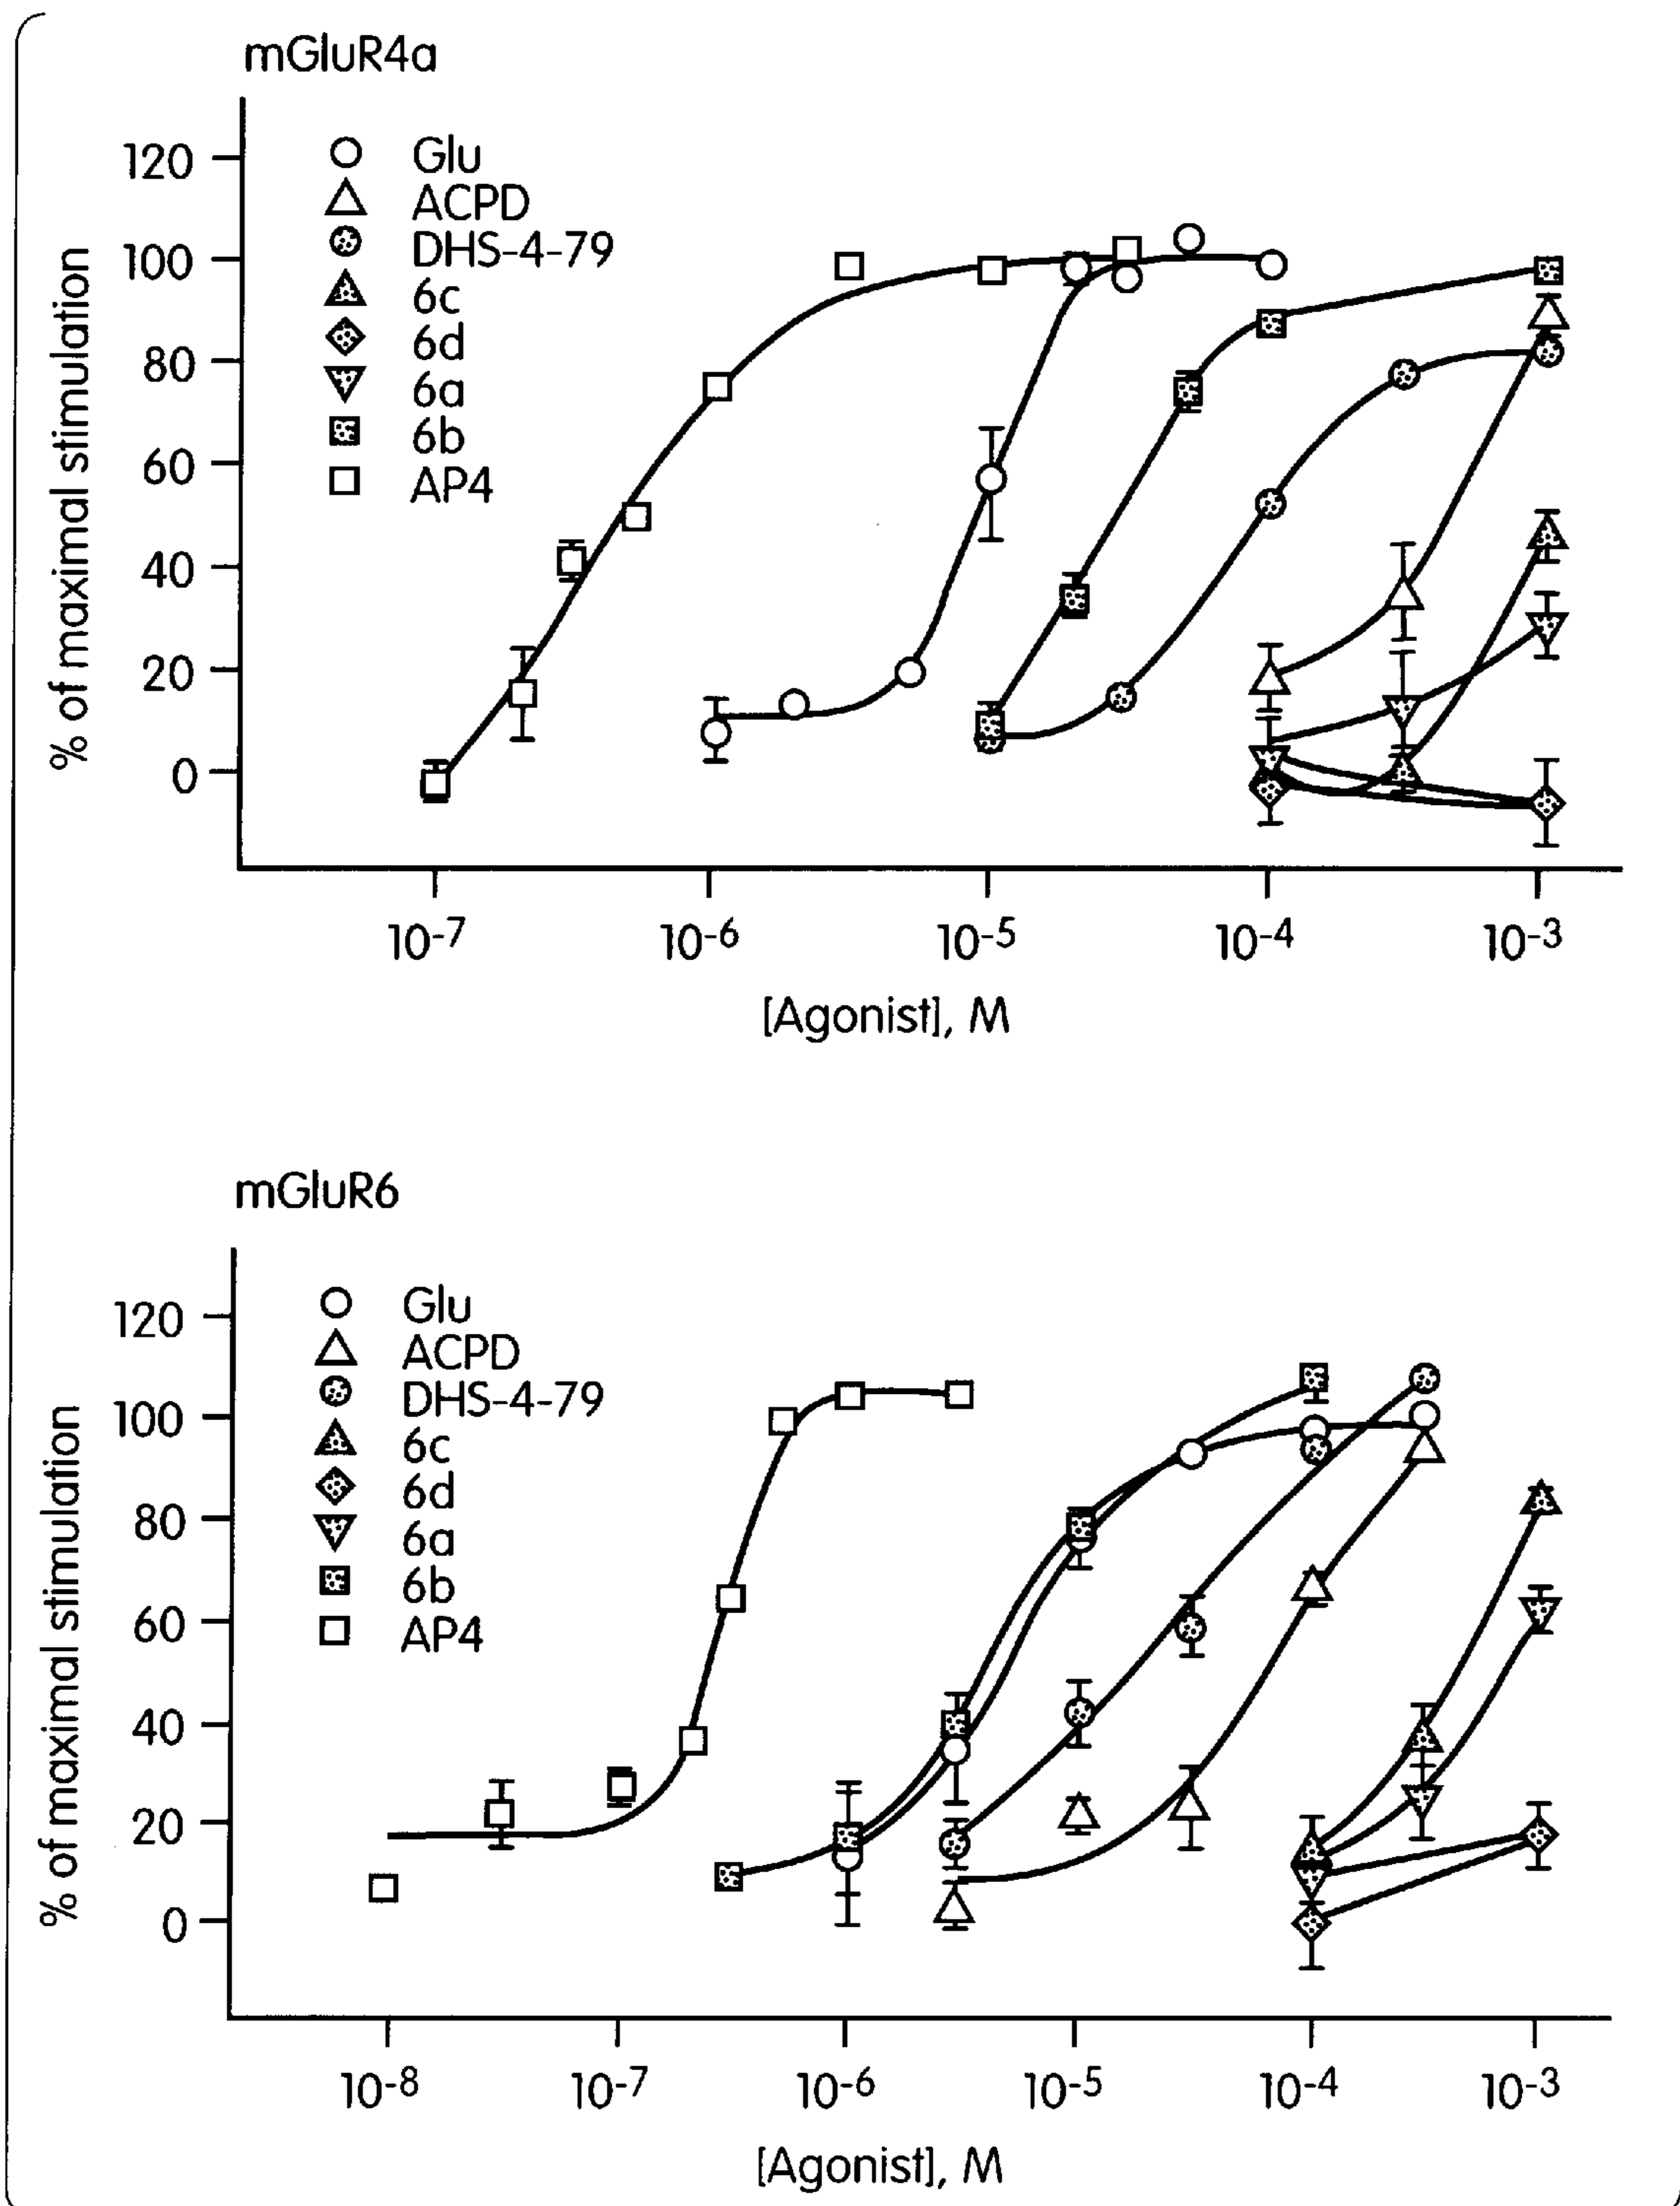 mGluR4a
% of maximal stimulation
120
100
80
60
40
20
0
Glu
ACPD
DHS-4-79
6c
6d
6a
6b
AP4
10-7
10-6
10-5
10-4
10-3
[Agonist], M
mGluR6
% of maximal stimulation
120
100
80
60
40
20
0
Glu
ACPD
DHS-4-79
6c
6d
6a
6b
AP4
10-8
10-7
10-6
10-5
10-4
10-3
[Agonist], M